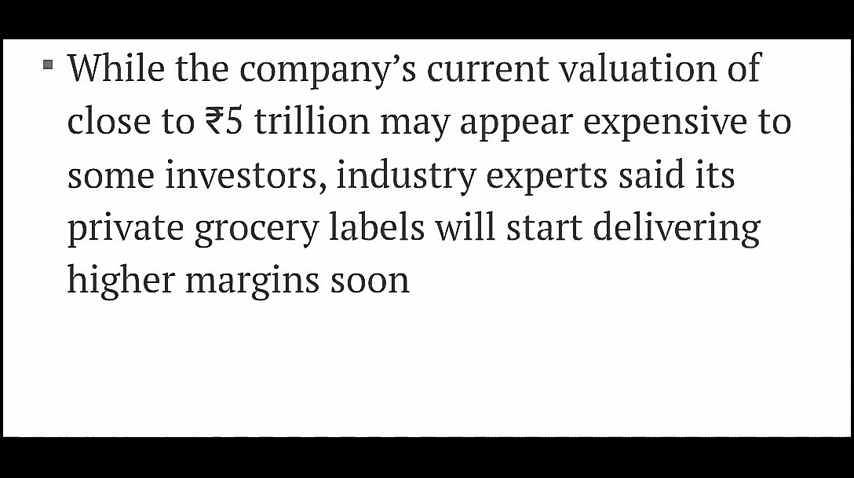 ▪ While the company’s current valuation of
close to ₹5 trillion may appear expensive to
some investors, industry experts said its
private grocery labels will start delivering
higher margins soon